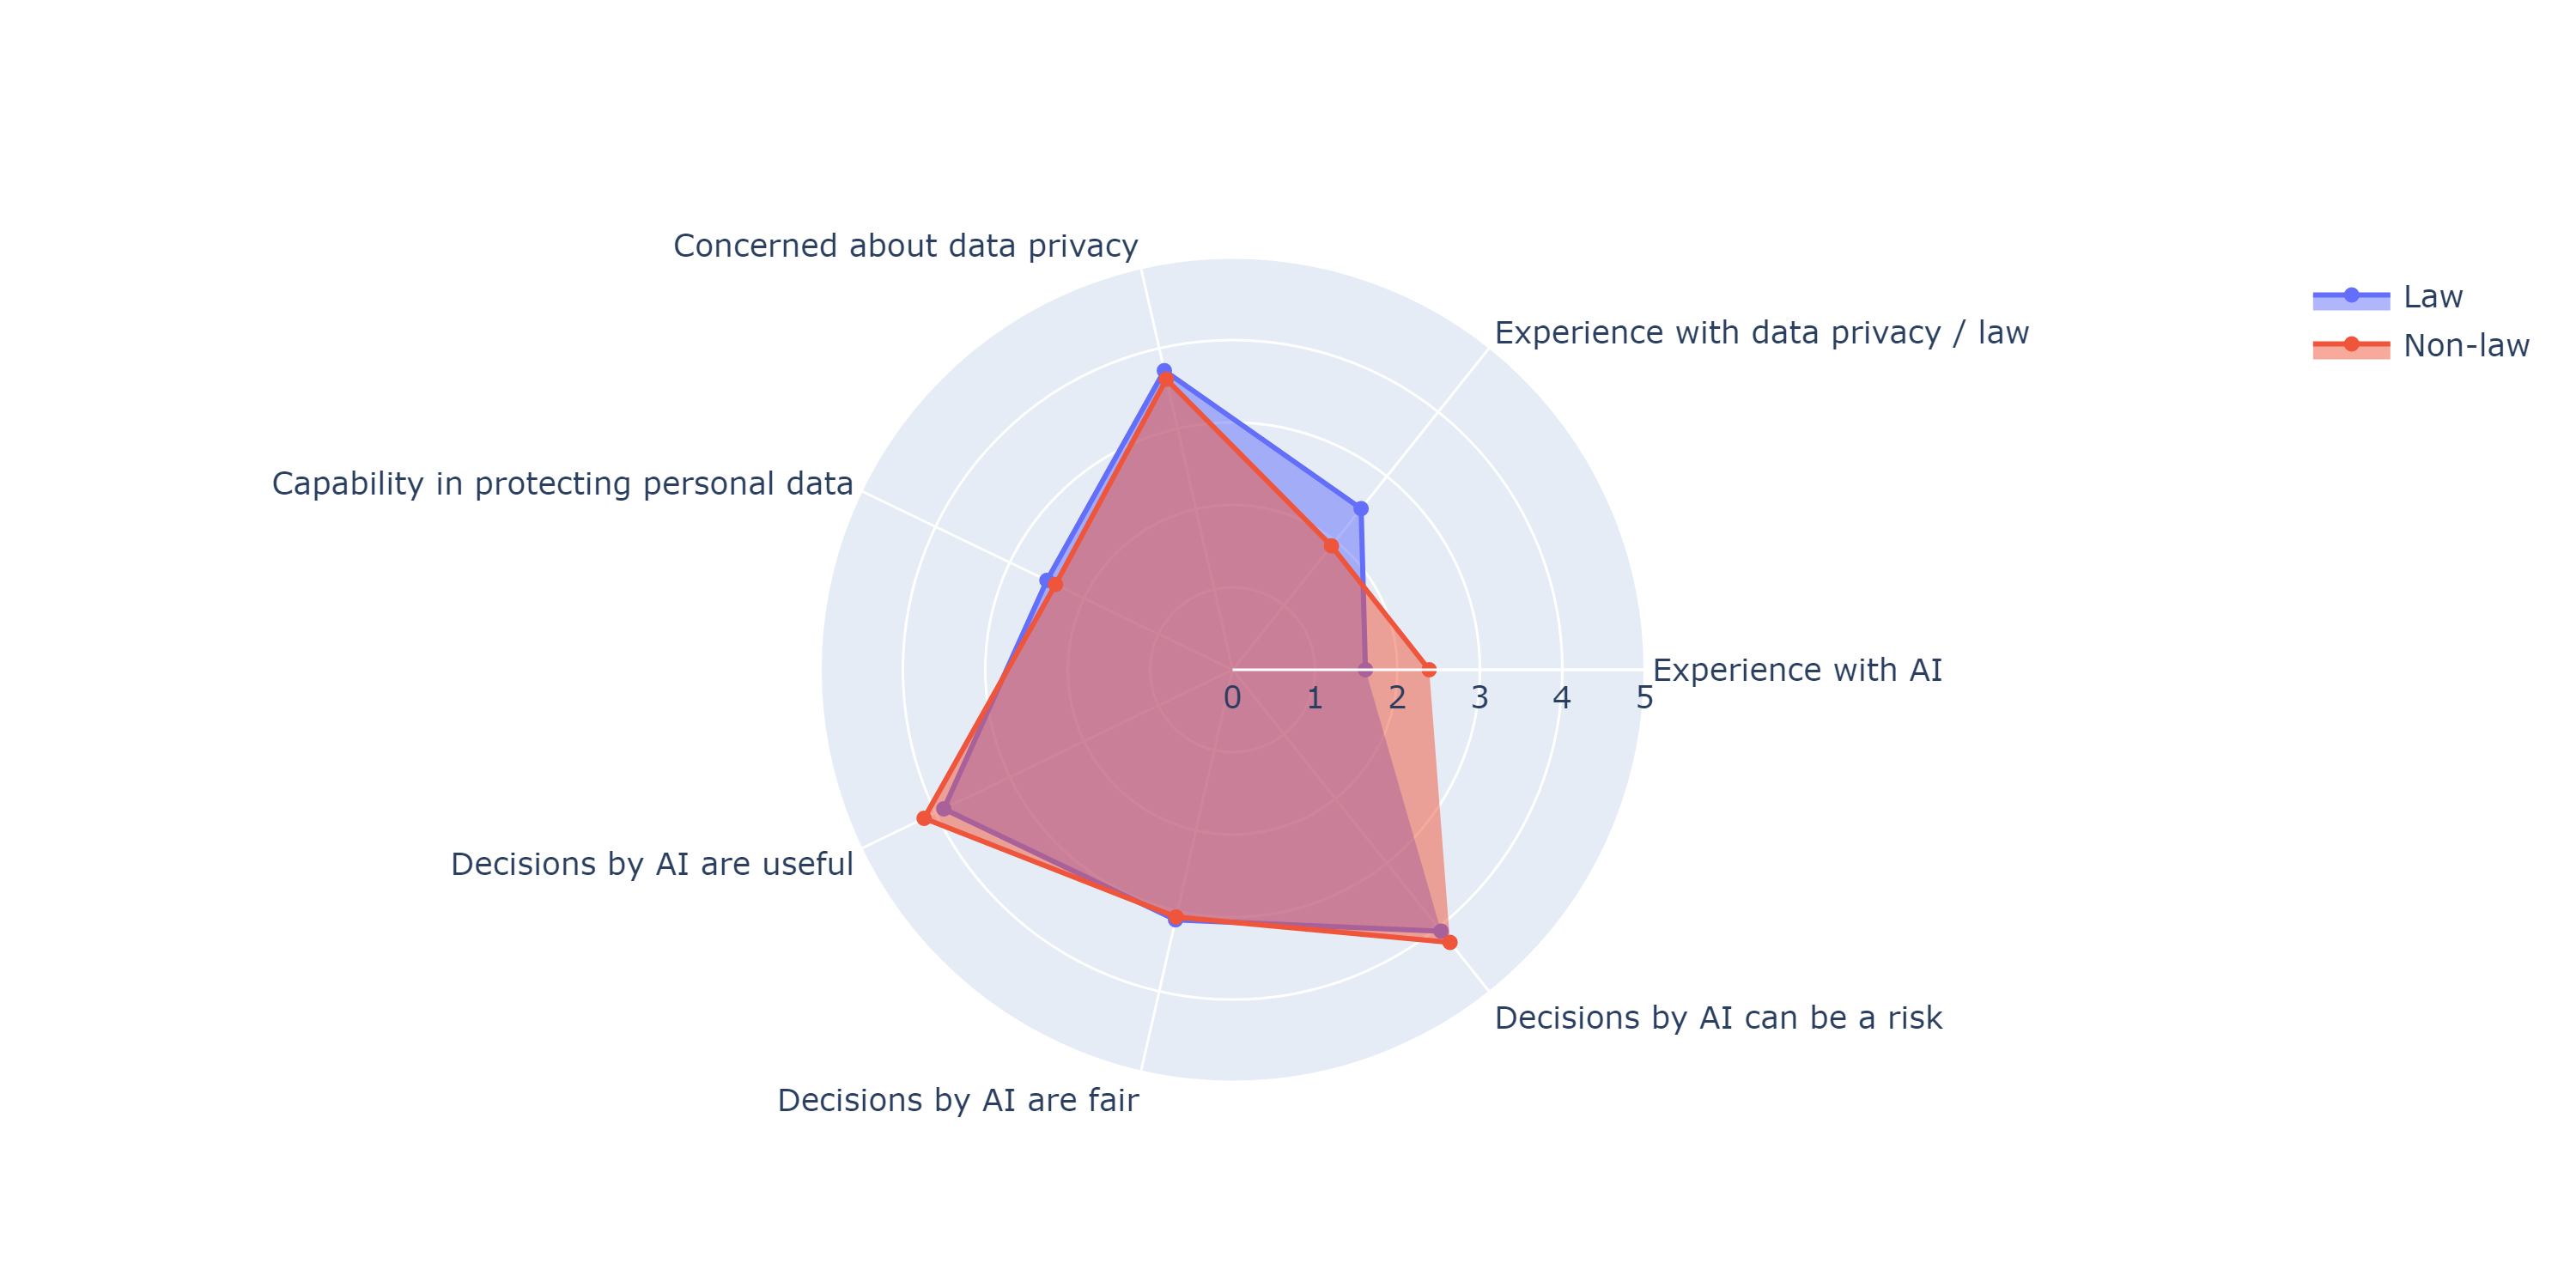 Concerned about data privacy
Law
Experience with data privacy / law
Non-law
Capability in protecting personal data
Experience with AI
0 1 2 3 4 5
Decisions by AI are useful
Decisions by AI can be a risk
Decisions by AI are fair